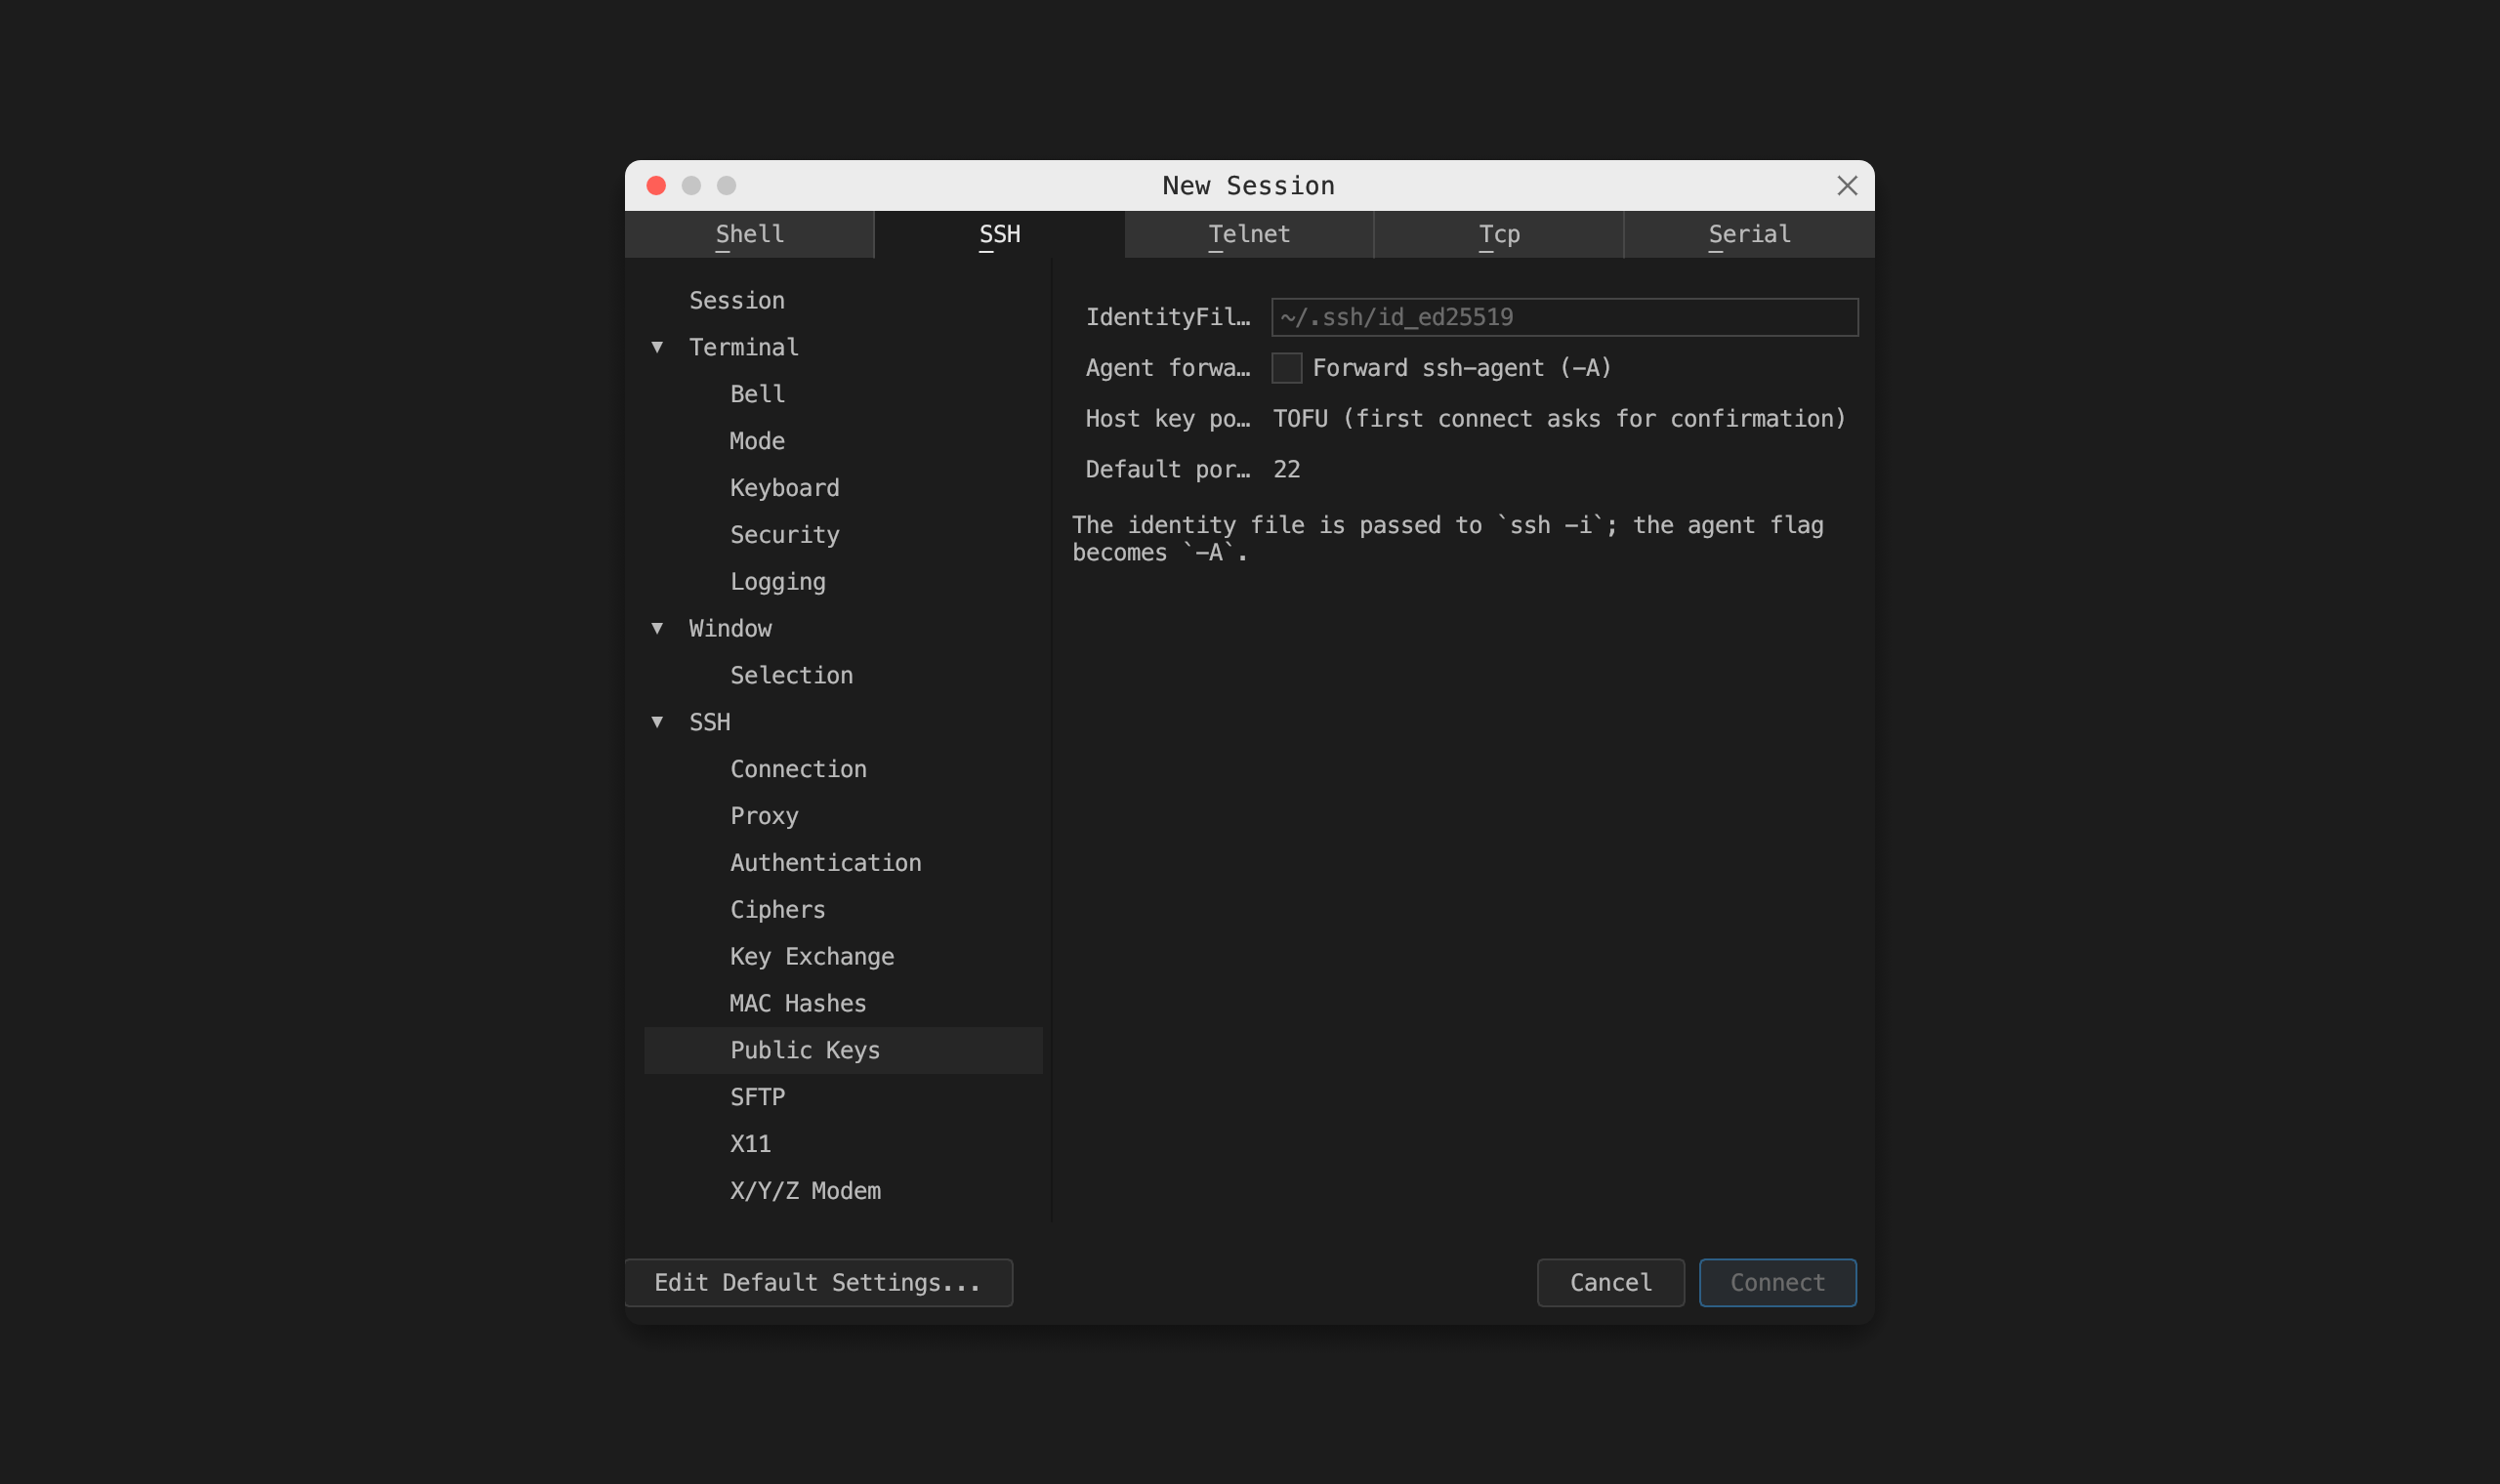 New Session
Shell SSH Telnet Tcp Serial
Session
Terminal
Bell
Mode
Keyboard
Security
Logging
Window
Selection
SSH
Connection
Proxy
Authentication
Ciphers
Key Exchange
MAC Hashes
Public Keys
SFTP
X11
X/Y/Z Modem
IdentityFil… ~/.ssh/id_ed25519
Agent forwa… Forward ssh-agent (-A)
Host key po… TOFU (first connect asks for confirmation)
Default por… 22
The identity file is passed to `ssh -i`; the agent flag
becomes `-A`.
Edit Default Settings... Cancel Connect